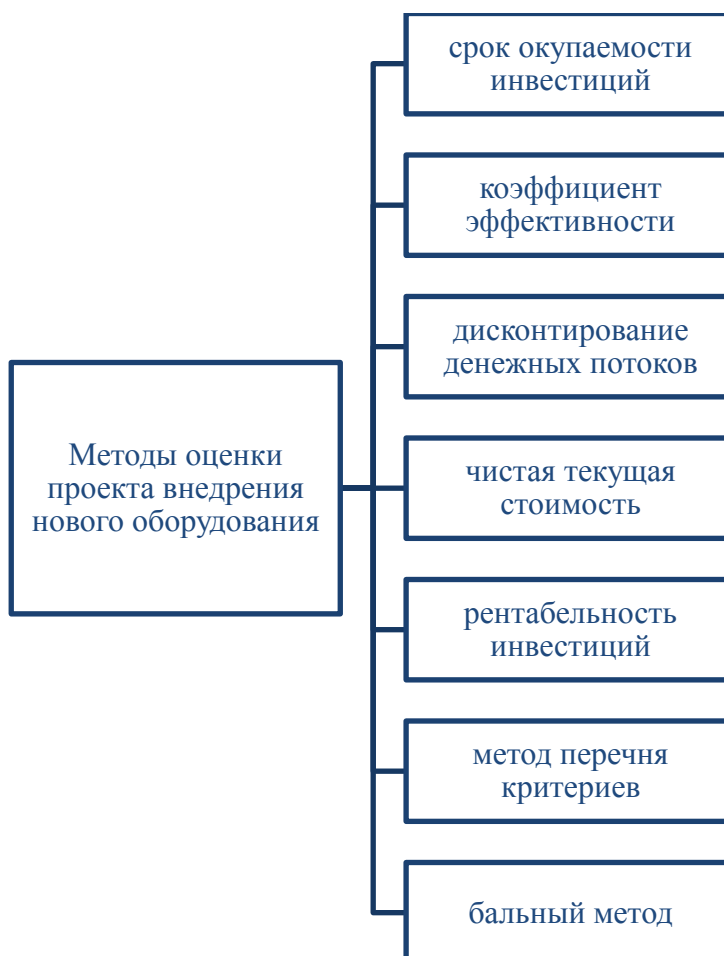 срок окупаемости
инвестиций
коэффициент
эффективности
дисконтирование
денежных потоков
Методы оценки
проекта внедрения
нового оборудования
чистая текущая
стоимость
рентабельность
инвестиций
метод перечня
критериев
бальный метод